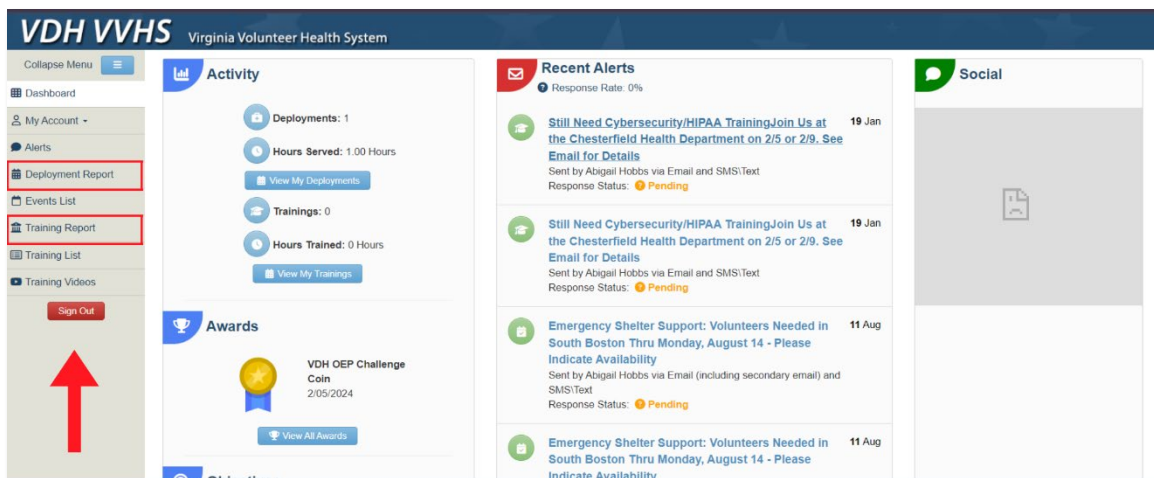 VDH VVHS Virginia Volunteer Health System
Collapse Menu
Dashboard
My Account
Alerts
Deployment Report
Events List
Training Report
Training List
Training Videos
Sign Out
Activity
Deployments: 1
Hours Served: 1.00 Hours
View My Deployments
Trainings: 0
Hours Trained: 0 Hours
View My Trainings
Awards
VDH OEP Challenge
Coin
2/05/2024
View All Awards
Recent Alerts
Response Rate: 0%
Still Need Cybersecurity/HIPAA TrainingJoin Us at 19 Jan
the Chesterfield Health Department on 2/5 or 2/9. See
Email for Details
Sent by Abigail Hobbs via Email and SMS\Text
Response Status: Pending
Still Need Cybersecurity/HIPAA TrainingJoin Us at 19 Jan
the Chesterfield Health Department on 2/5 or 2/9. See
Email for Details
Sent by Abigail Hobbs via Email and SMS\Text
Response Status: Pending
Emergency Shelter Support: Volunteers Needed in 11 Aug
South Boston Thru Monday, August 14 - Please
Indicate Availability
Sent by Abigail Hobbs via Email (including secondary email) and
SMS\Text
Response Status: Pending
Emergency Shelter Support: Volunteers Needed in 11 Aug
South Boston Thru Monday, August 14 - Please
Indicate Availability
Social